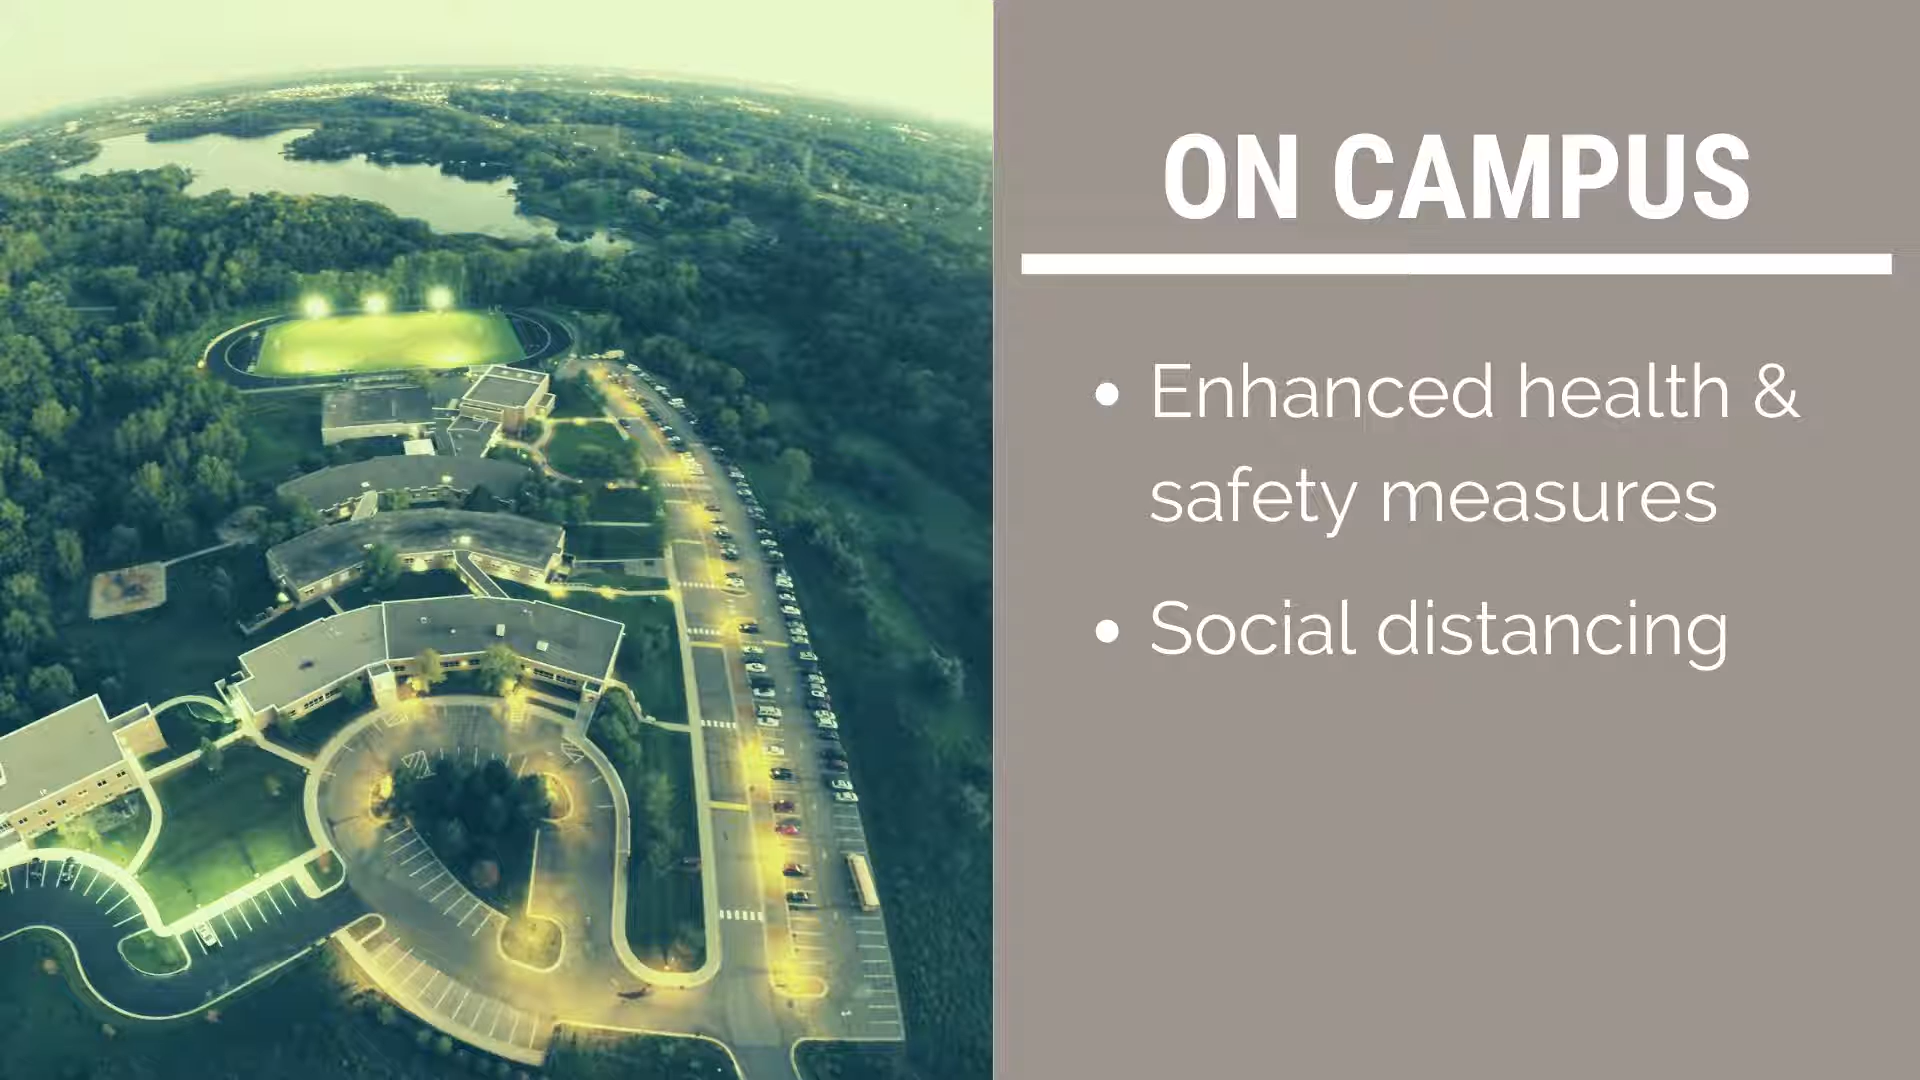 ON CAMPUS
• Enhanced health &
safety measures
• Social distancing